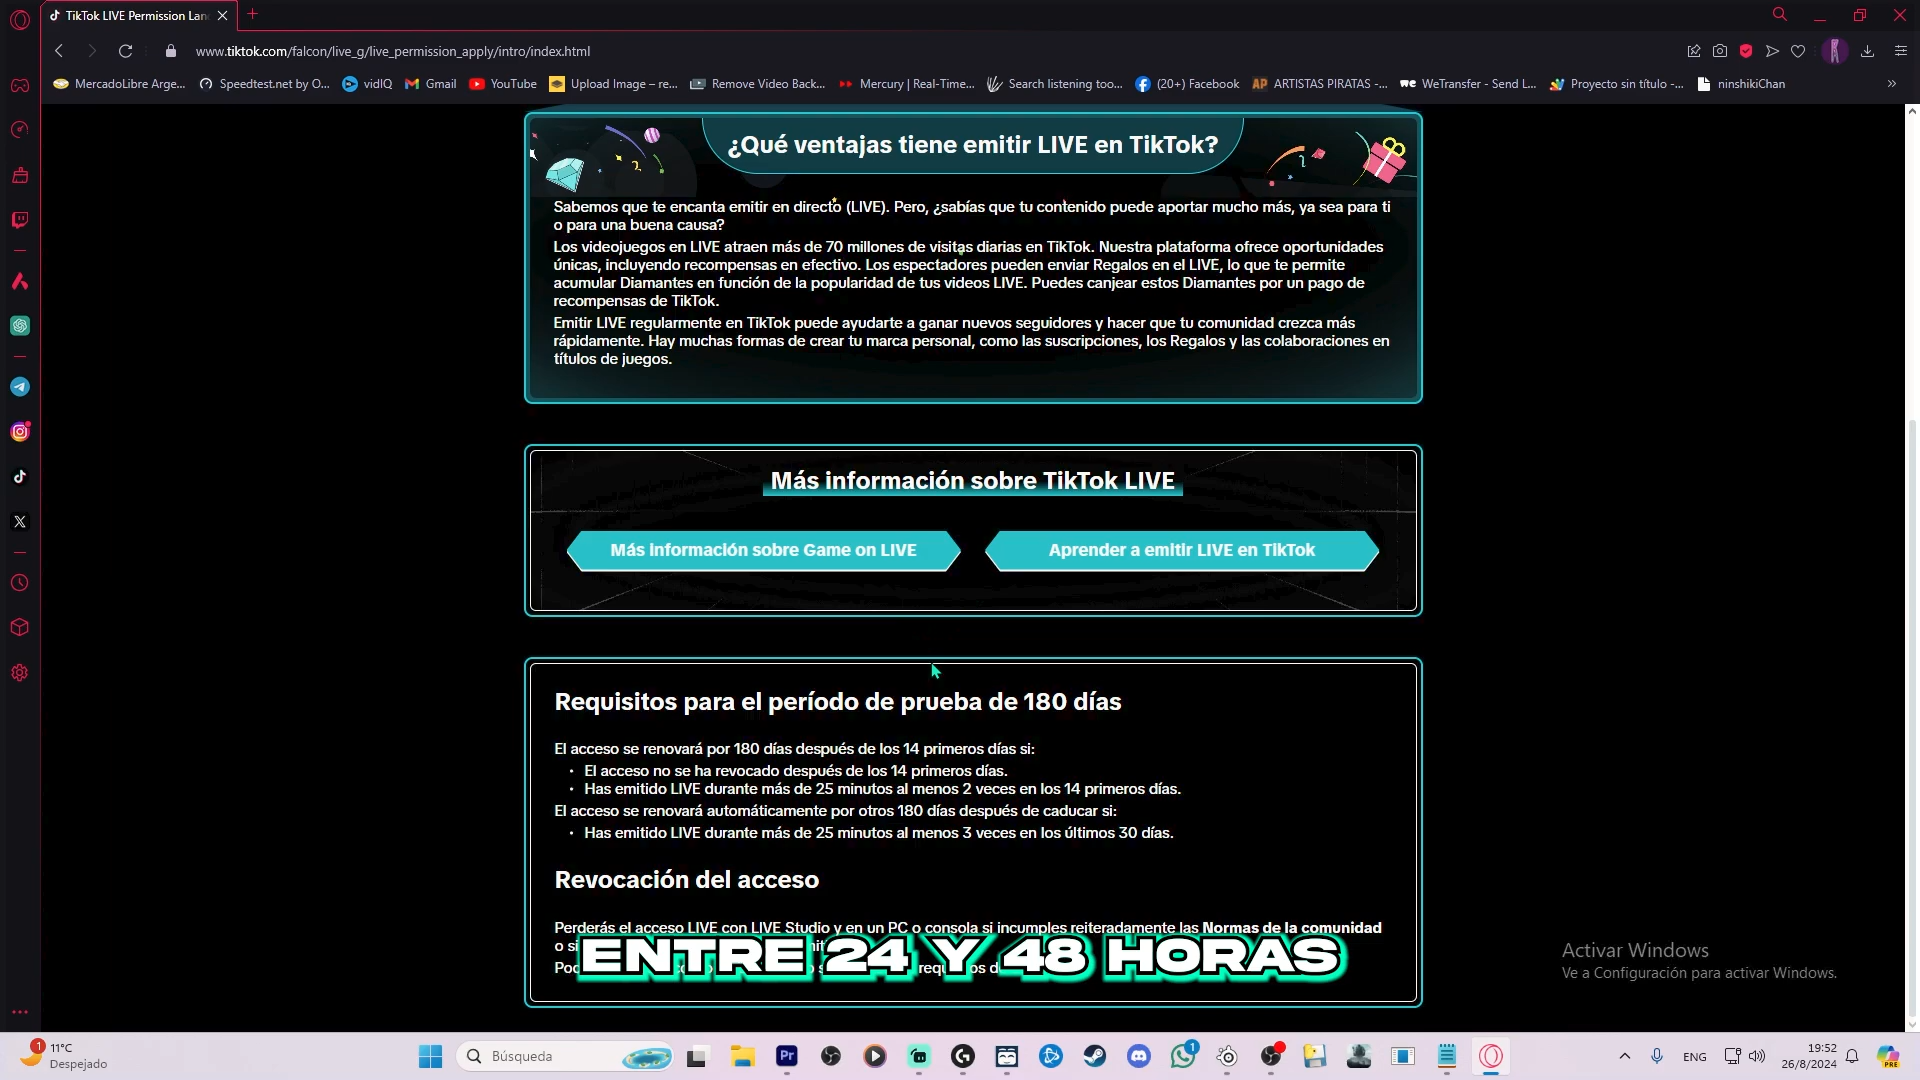 TikTok LIVE Permission Lan
www.tiktok.com/falcon/live_g/live_permission_apply/intro/index.html
MercadoLibre Arge...
Speedtest.net by O...
vidIQ
Gmail
YouTube
Upload Image – re...
Remove Video Back...
Mercury | Real-Time...
Search listening too...
(20+) Facebook
AP ARTISTAS PIRATAS -...
WeTransfer - Send L...
Proyecto sin título -...
ninshikiChan
¿Qué ventajas tiene emitir LIVE en TikTok?
Sabemos que te encanta emitir en directo (LIVE). Pero, ¿sabías que tu contenido puede aportar mucho más, ya sea para ti
o para una buena causa?
Los videojuegos en LIVE atraen más de 70 millones de visitas diarias en TikTok. Nuestra plataforma ofrece oportunidades
únicas, incluyendo recompensas en efectivo. Los espectadores pueden enviar Regalos en el LIVE, lo que te permite
acumular Diamantes en función de la popularidad de tus videos LIVE. Puedes canjear estos Diamantes por un pago de
recompensas de TikTok.
Emitir LIVE regularmente en TikTok puede ayudarte a ganar nuevos seguidores y hacer que tu comunidad crezca más
rápidamente. Hay muchas formas de crear tu marca personal, como las suscripciones, los Regalos y las colaboraciones en
títulos de juegos.
Más información sobre TikTok LIVE
Más información sobre Game on LIVE
Aprender a emitir LIVE en TikTok
Requisitos para el período de prueba de 180 días
El acceso se renovará por 180 días después de los 14 primeros días si:
• El acceso no se ha revocado después de los 14 primeros días.
• Has emitido LIVE durante más de 25 minutos al menos 2 veces en los 14 primeros días.
El acceso se renovará automáticamente por otros 180 días después de caducar si:
• Has emitido LIVE durante más de 25 minutos al menos 3 veces en los últimos 30 días.
Revocación del acceso
Perderás el acceso LIVE con LIVE Studio y en un PC o consola si incumples reiteradamente las Normas de la comunidad
ENTRE 24 Y 48 HORAS
Activar Windows
Ve a Configuración para activar Windows.
1
11°C
Despejado
Búsqueda
Pr
1
ENG
19:52
26/8/2024
PRE